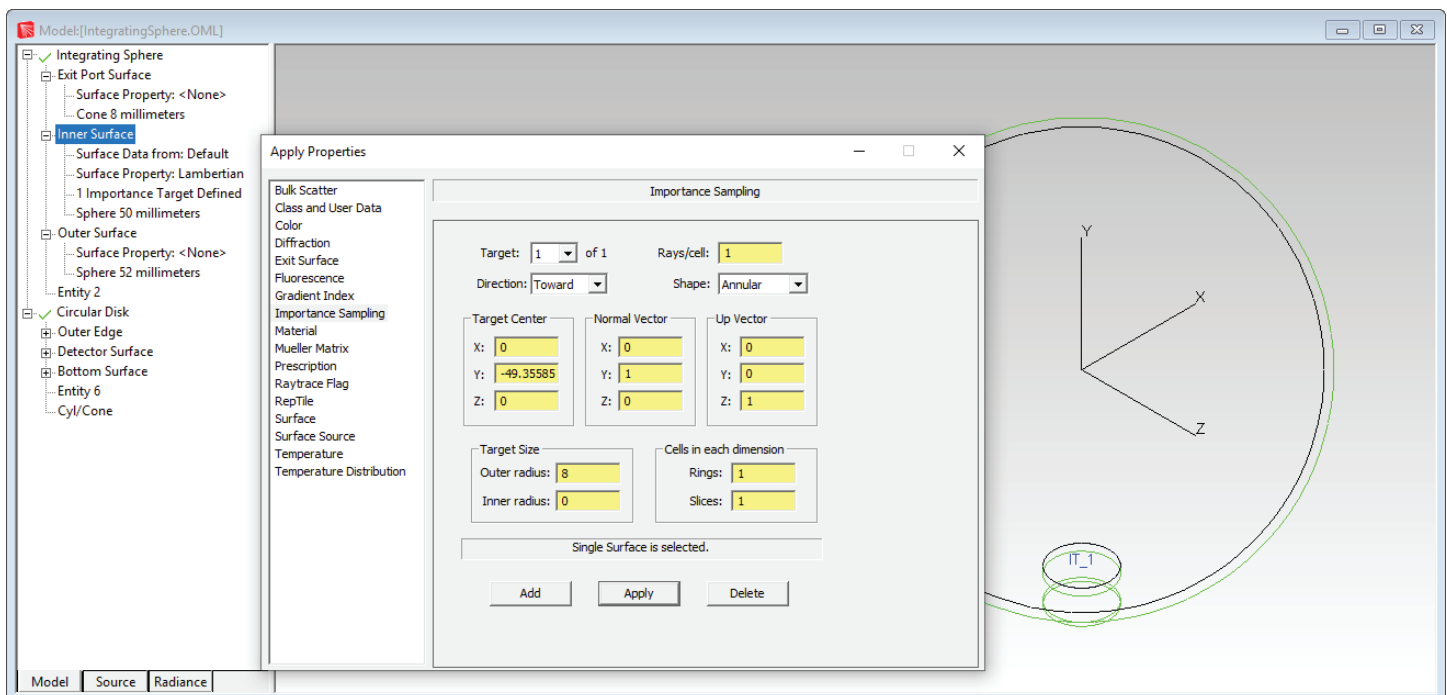 Model:[IntegratingSphere.OML]
Integrating Sphere
Exit Port Surface
Surface Property: <None>
Cone 8 millimeters
Inner Surface
Surface Data from: Default
Surface Property: Lambertian
1 Importance Target Defined
Sphere 50 millimeters
Outer Surface
Surface Property: <None>
Sphere 52 millimeters
Entity 2
Circular Disk
Outer Edge
Detector Surface
Bottom Surface
Entity 6
Cyl/Cone
Model Source Radiance
Apply Properties
Bulk Scatter
Class and User Data
Color
Diffraction
Exit Surface
Fluorescence
Gradient Index
Importance Sampling
Material
Mueller Matrix
Prescription
Raytrace Flag
RepTile
Surface
Surface Source
Temperature
Temperature Distribution
Importance Sampling
Target: 1 of 1 Rays/cell: 1
Direction: Toward Shape: Annular
Target Center Normal Vector Up Vector
X: 0 X: 0 X: 0
Y: -49.35585 Y: 1 Y: 0
Z: 0 Z: 0 Z: 1
Target Size Cells in each dimension
Outer radius: 8 Rings: 1
Inner radius: 0 Slices: 1
Single Surface is selected.
Add Apply Delete
Y
X
Z
IT_1